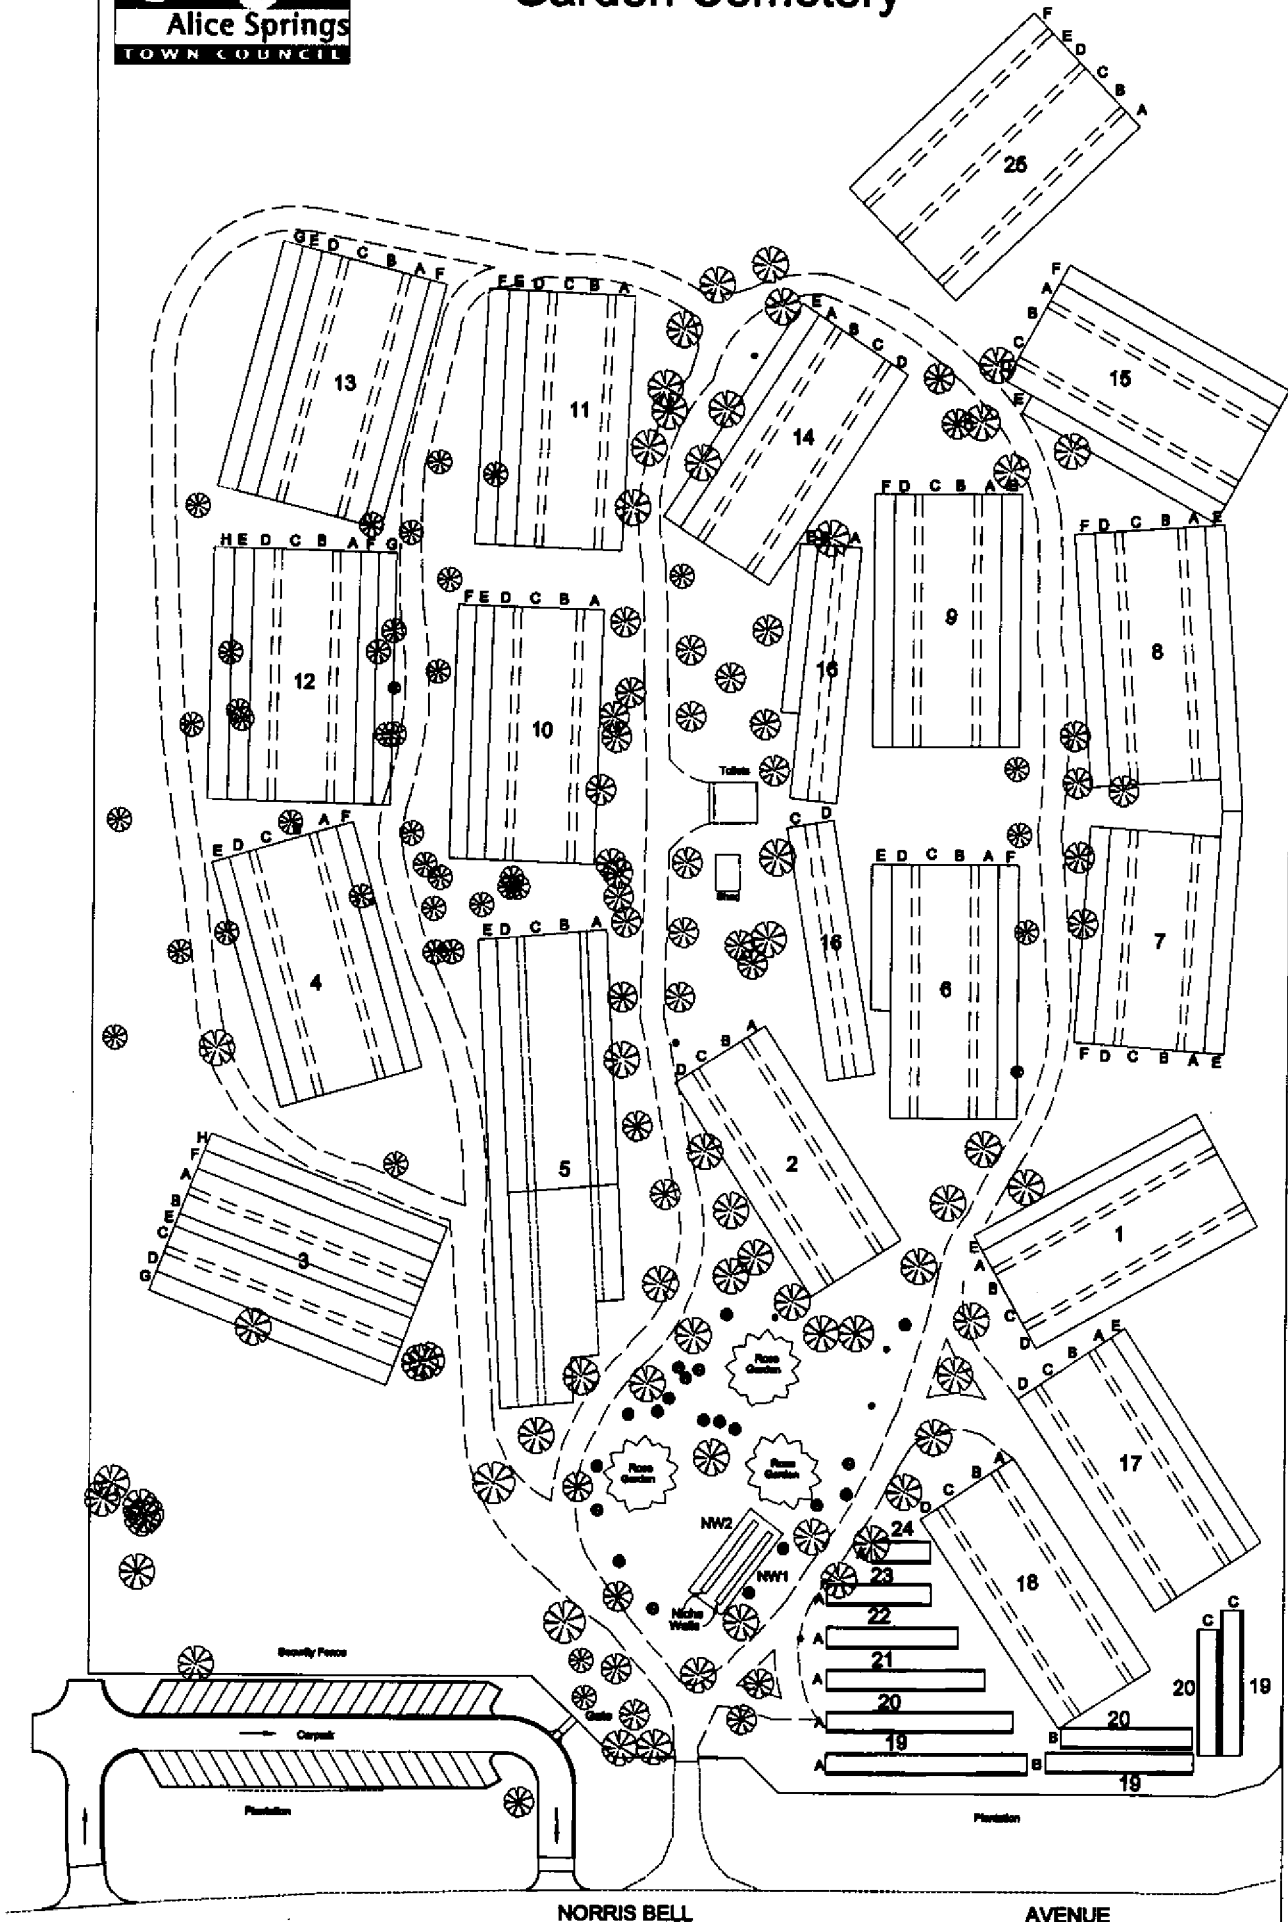 Garden Cemetery
Alice Springs
TOWN COUNCIL
F E D C B A
25
G E D C B A F
13
F E D C B A
11
E A B C D
14
F A B C E
15
F D C B A E
9
F D C B A E
8
H E D C B A F G
12
F E D C B A
10
A
16
Toilets
Shed
E D C A F
4
E D C B A
5
C D
16
E D C B A F
6
7
F D C B A E
D C B A
2
H F A B E C D G
3
E A B C D
1
D C B A E
17
Rose Garden
Rose Garden
Rose Garden
D C B A
18
NW2
NW1
Niche Walls
24
A 23
A 22
A 21
A 20
A 19
B 20
B 19
C 20
C 19
Security Fence
Gate
Carpark
Plantation
Plantation
NORRIS BELL AVENUE